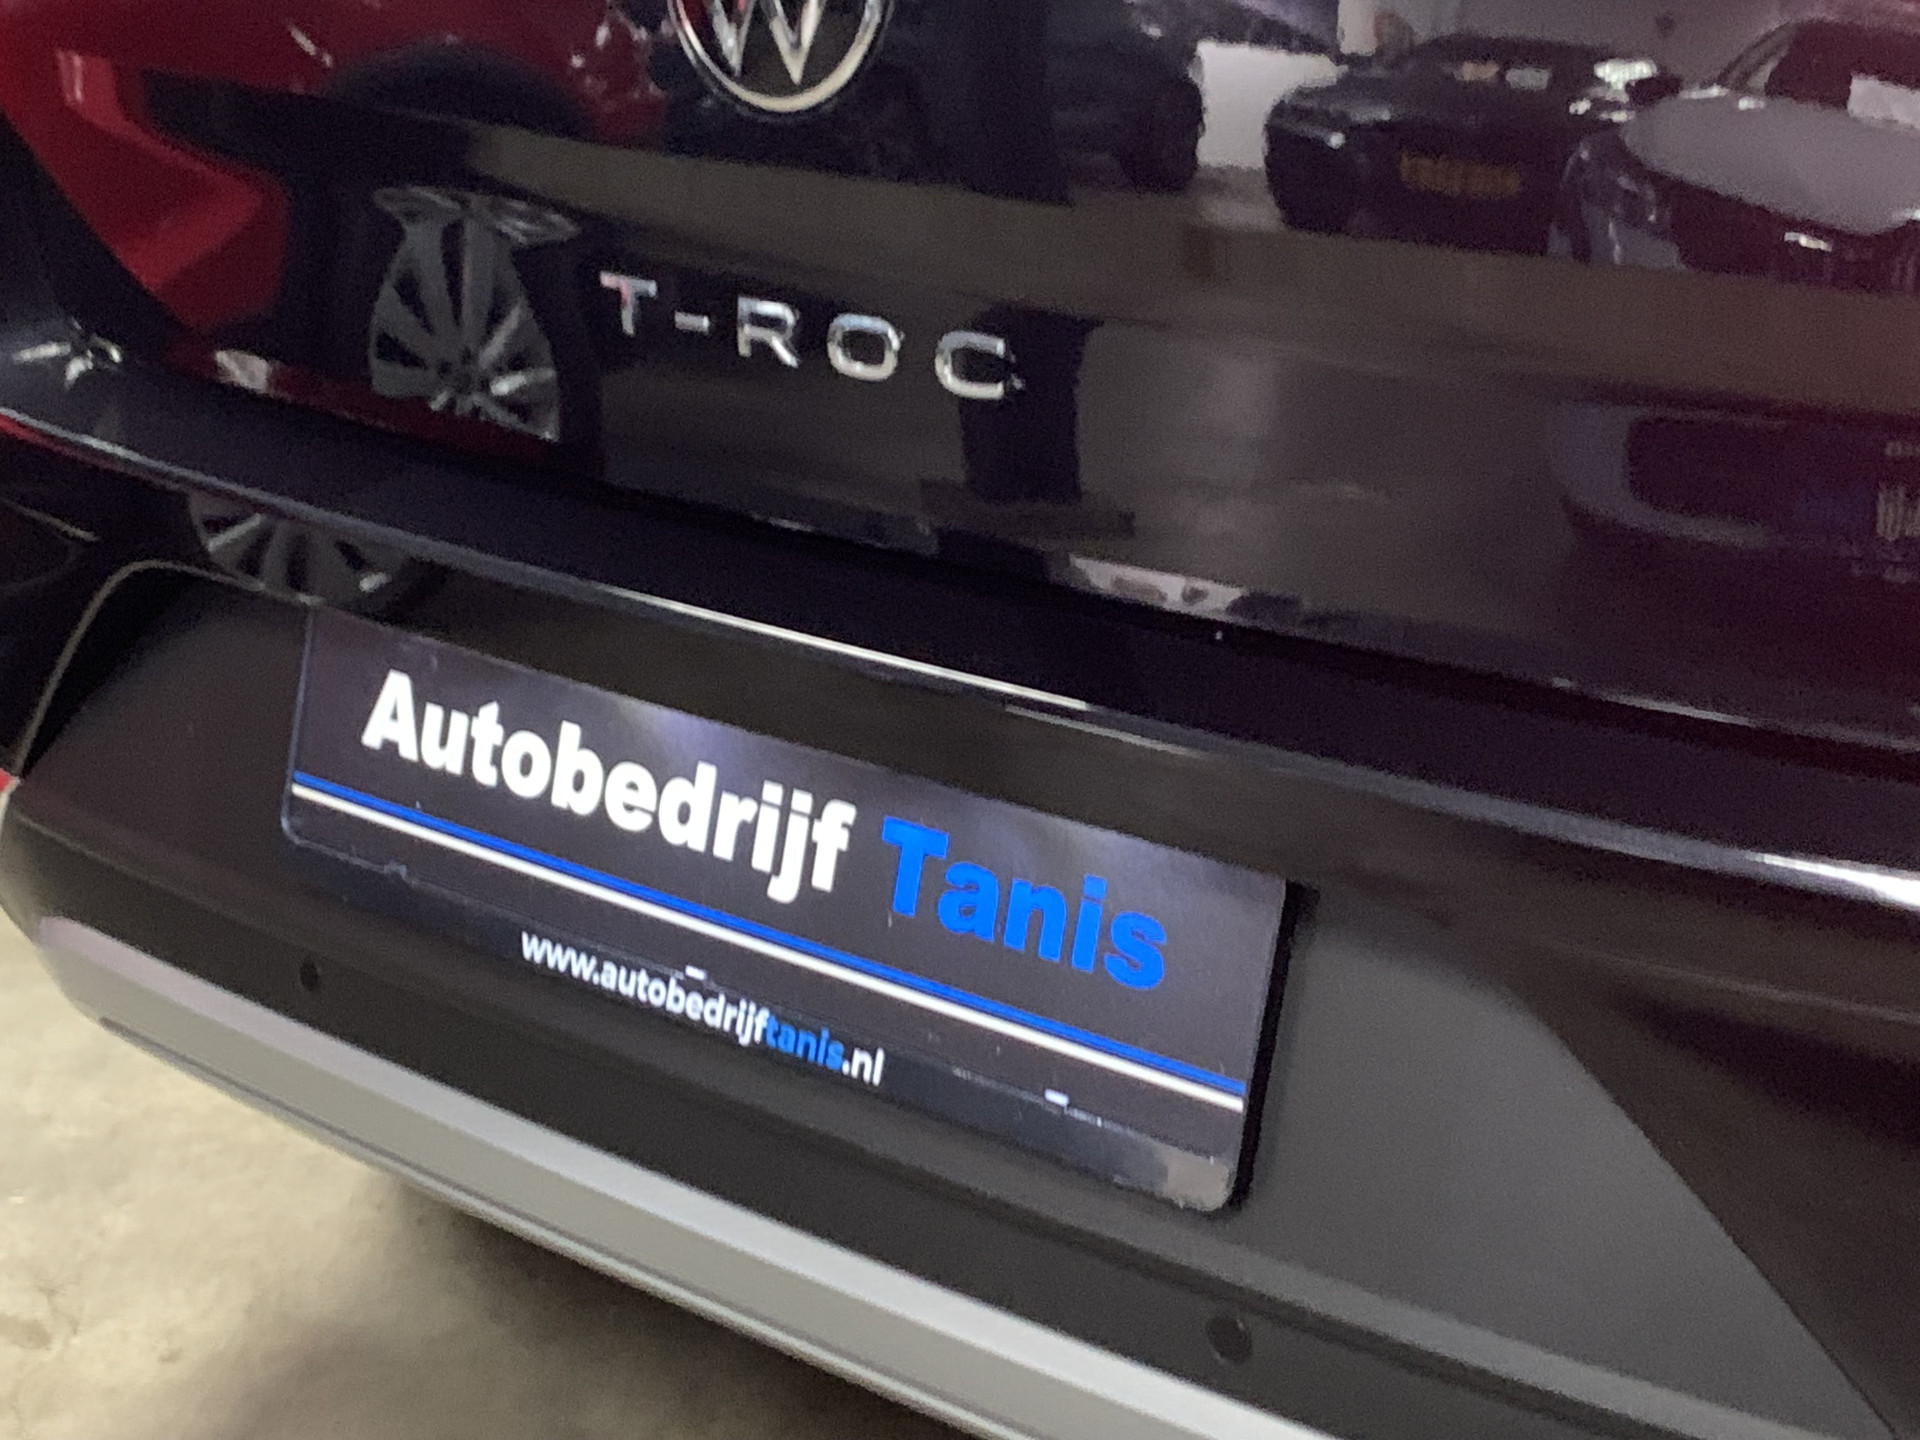 T-ROC
Autobedrijf Tanis
www.autobedrijftanis.nl